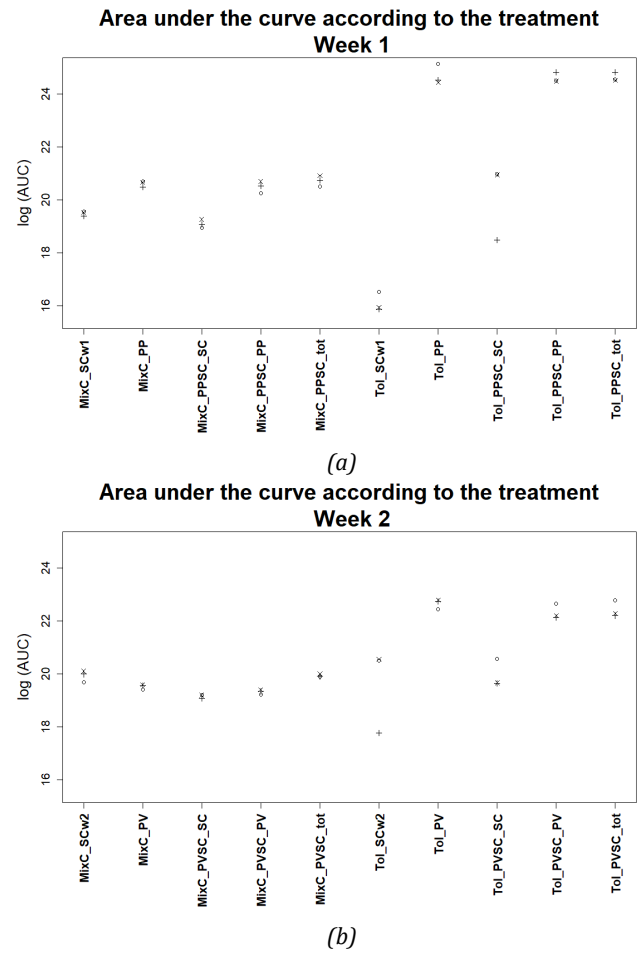 Area under the curve according to the treatment
Week 1
log (AUC)
24
22
20
18
16
MixC_SCw1
MixC_PP
MixC_PPSC_SC
MixC_PPSC_PP
MixC_PPSC_tot
Tol_SCw1
Tol_PP
Tol_PPSC_SC
Tol_PPSC_PP
Tol_PPSC_tot
(a)
Area under the curve according to the treatment
Week 2
log (AUC)
24
22
20
18
16
MixC_SCw2
MixC_PV
MixC_PVSC_SC
MixC_PVSC_PV
MixC_PVSC_tot
Tol_SCw2
Tol_PV
Tol_PVSC_SC
Tol_PVSC_PV
Tol_PVSC_tot
(b)